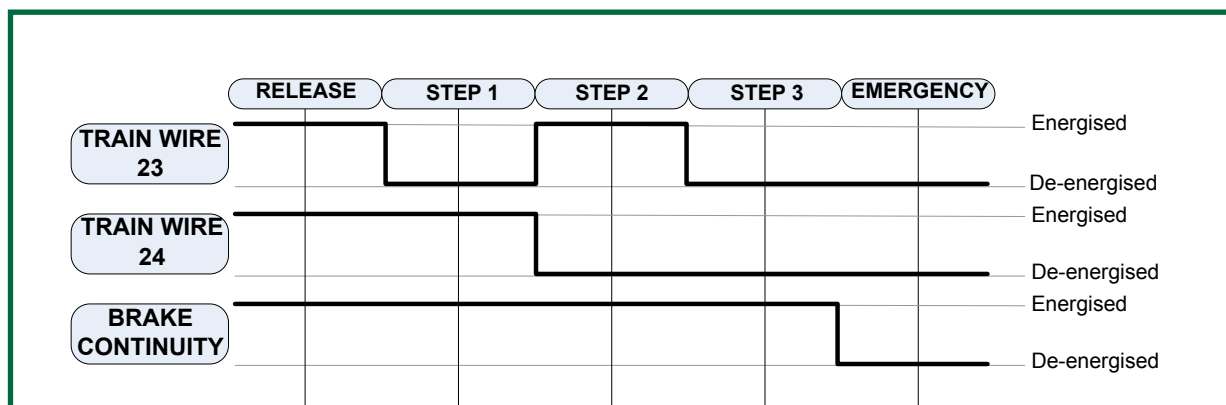 RELEASE STEP 1 STEP 2 STEP 3 EMERGENCY
TRAIN WIRE
23
Energised
De-energised
TRAIN WIRE
24
Energised
De-energised
BRAKE
CONTINUITY
Energised
De-energised